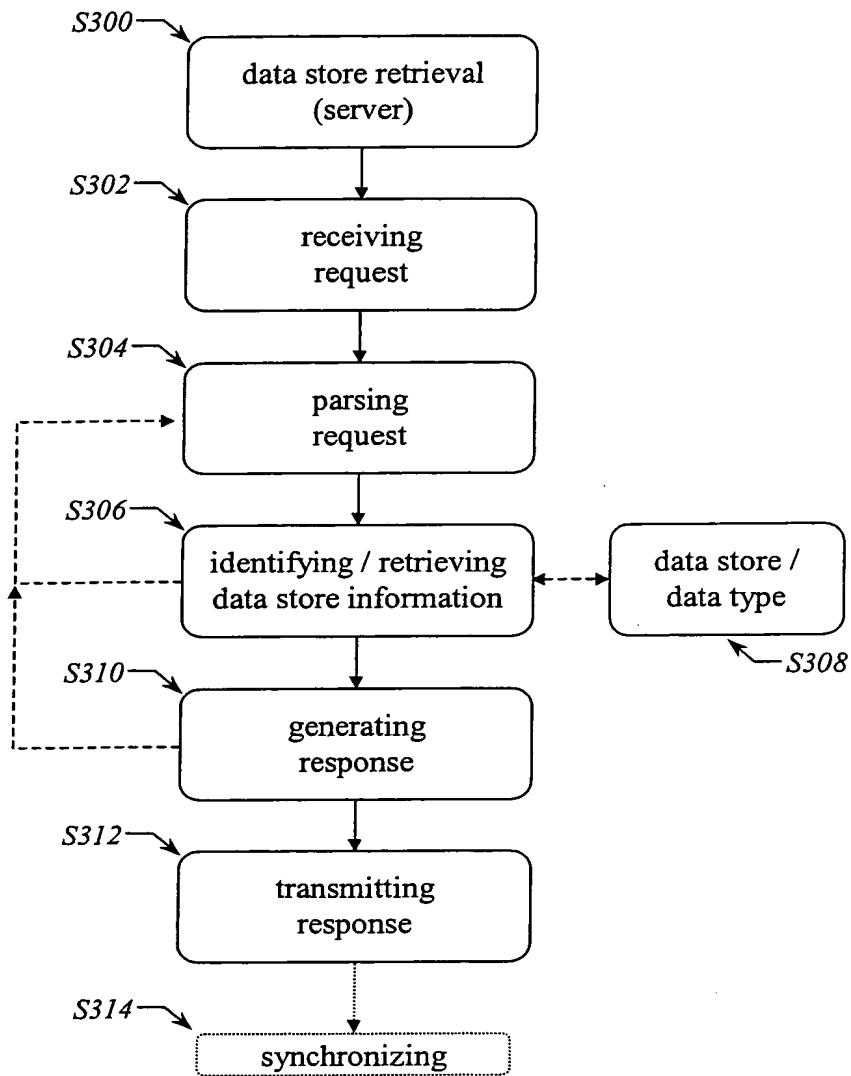 S300
data store retrieval
(server)
S302
receiving
request
S304
parsing
request
S306
identifying / retrieving
data store information
data store /
data type
S308
S310
generating
response
S312
transmitting
response
S314
synchronizing